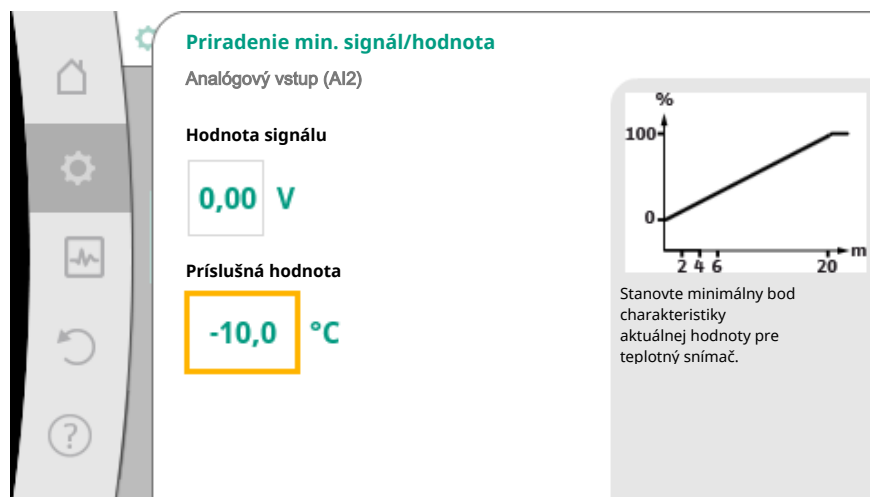 Priradenie min. signál/hodnota
Analógový vstup (AI2)
Hodnota signálu
0,00 V
Príslušná hodnota
-10,0 °C
%
100
0
2 4 6 20 m
Stanovte minimálny bod
charakteristiky
aktuálnej hodnoty pre
teplotný snímač.
?